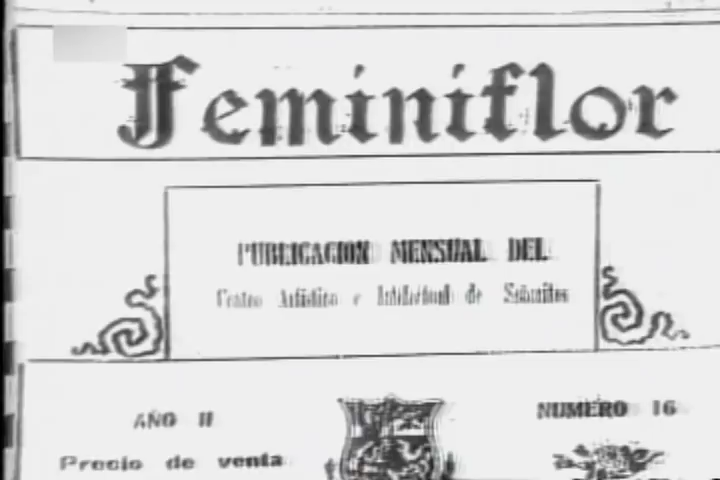 Feminiflor
PUBLICACION MENSUAL DEL
Centro Artístico e Intelectual de Señoritas
AÑO II
NUMERO 16
Precio de venta